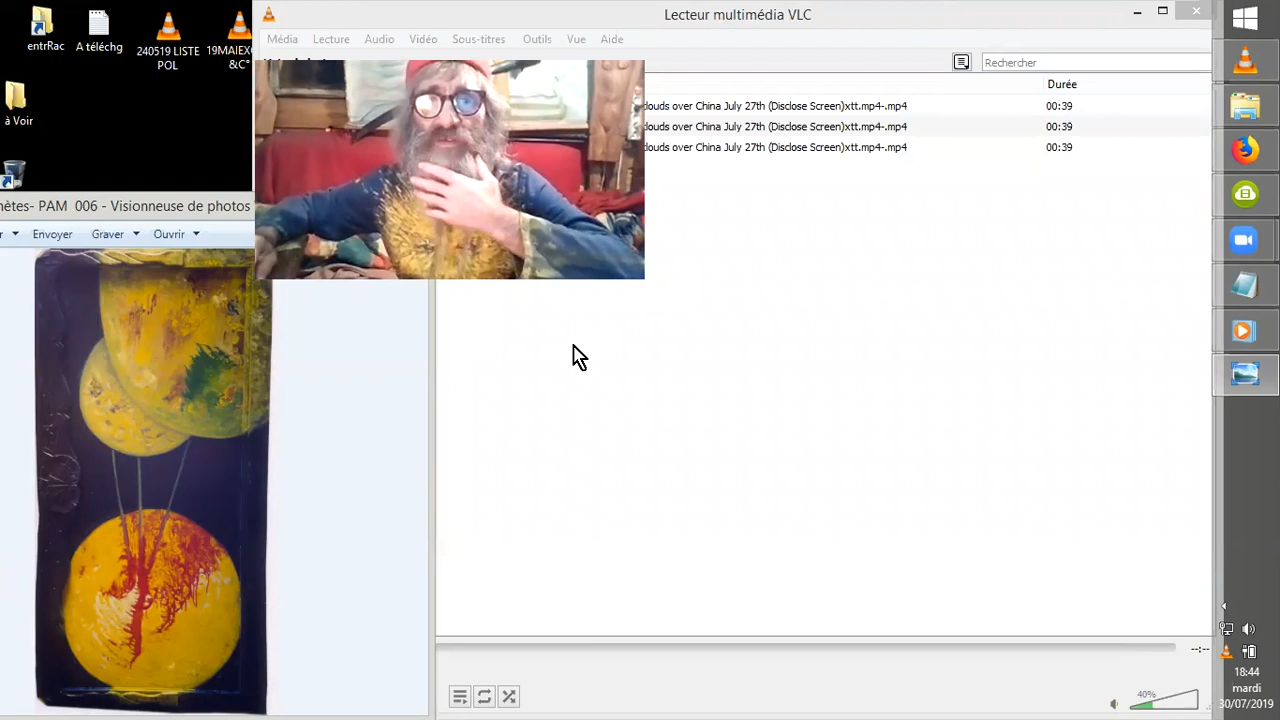 entrRac
A téléchg
240519 LISTE
POL
19MAIEX
&C°
à Voir
Lecteur multimédia VLC
Média Lecture Audio Vidéo Sous-titres Outils Vue Aide
Rechercher
Durée
louds over China July 27th (Disclose Screen)xtt.mp4-.mp4 00:39
louds over China July 27th (Disclose Screen)xtt.mp4-.mp4 00:39
louds over China July 27th (Disclose Screen)xtt.mp4-.mp4 00:39
nètes- PAM 006 - Visionneuse de photos
Envoyer Graver Ouvrir
--:--
40%
18:44
mardi
30/07/2019